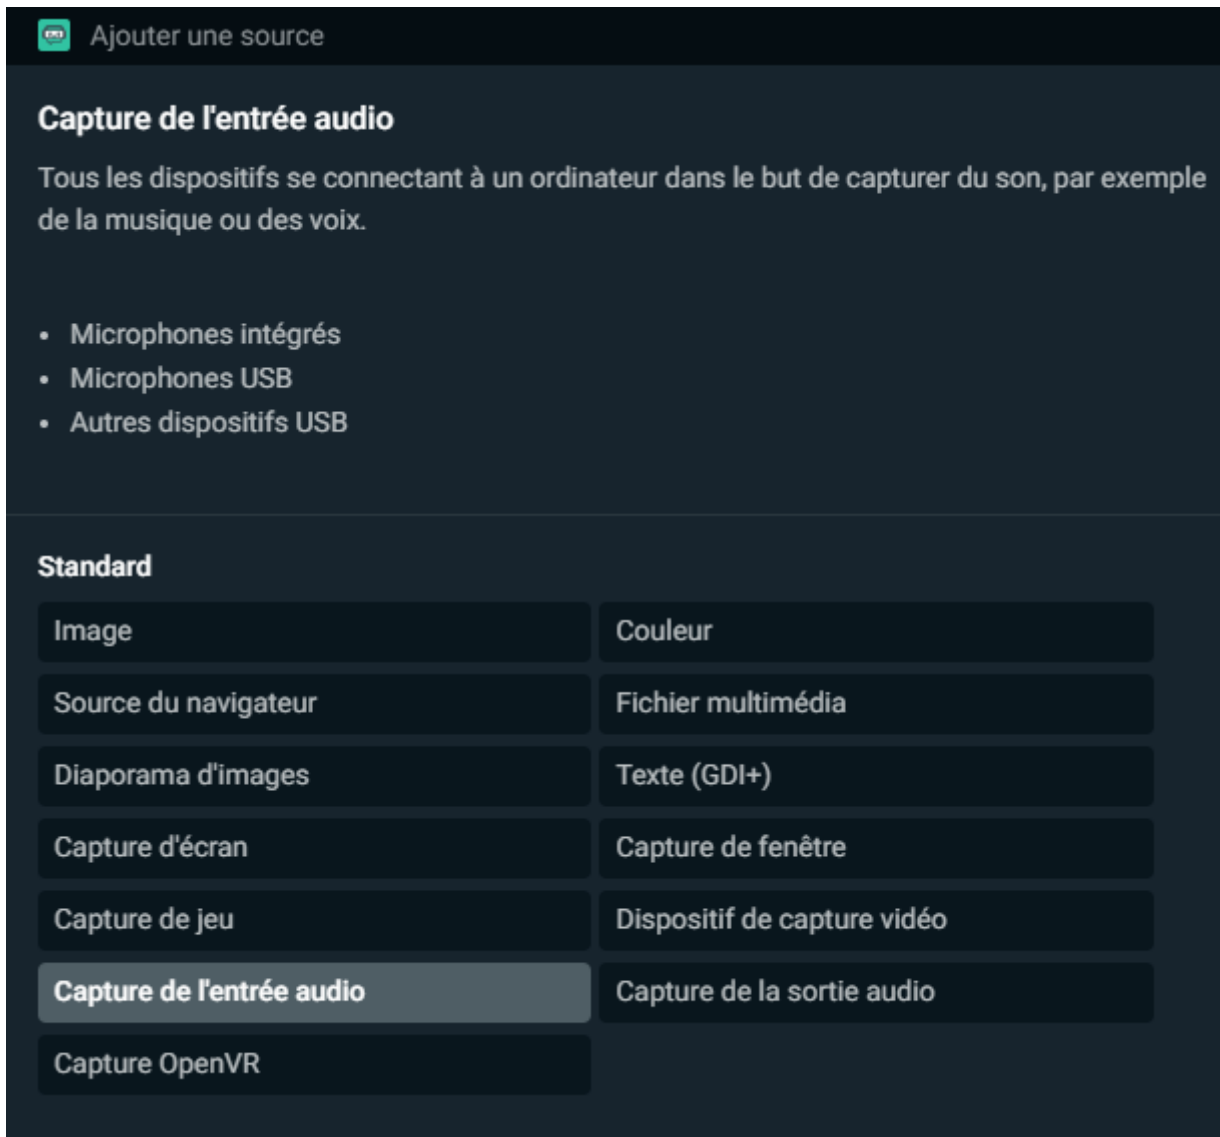 Ajouter une source
Capture de l'entrée audio
Tous les dispositifs se connectant à un ordinateur dans le but de capturer du son, par exemple
de la musique ou des voix.
• Microphones intégrés
• Microphones USB
• Autres dispositifs USB
Standard
Image
Couleur
Source du navigateur
Fichier multimédia
Diaporama d'images
Texte (GDI+)
Capture d'écran
Capture de fenêtre
Capture de jeu
Dispositif de capture vidéo
Capture de l'entrée audio
Capture de la sortie audio
Capture OpenVR